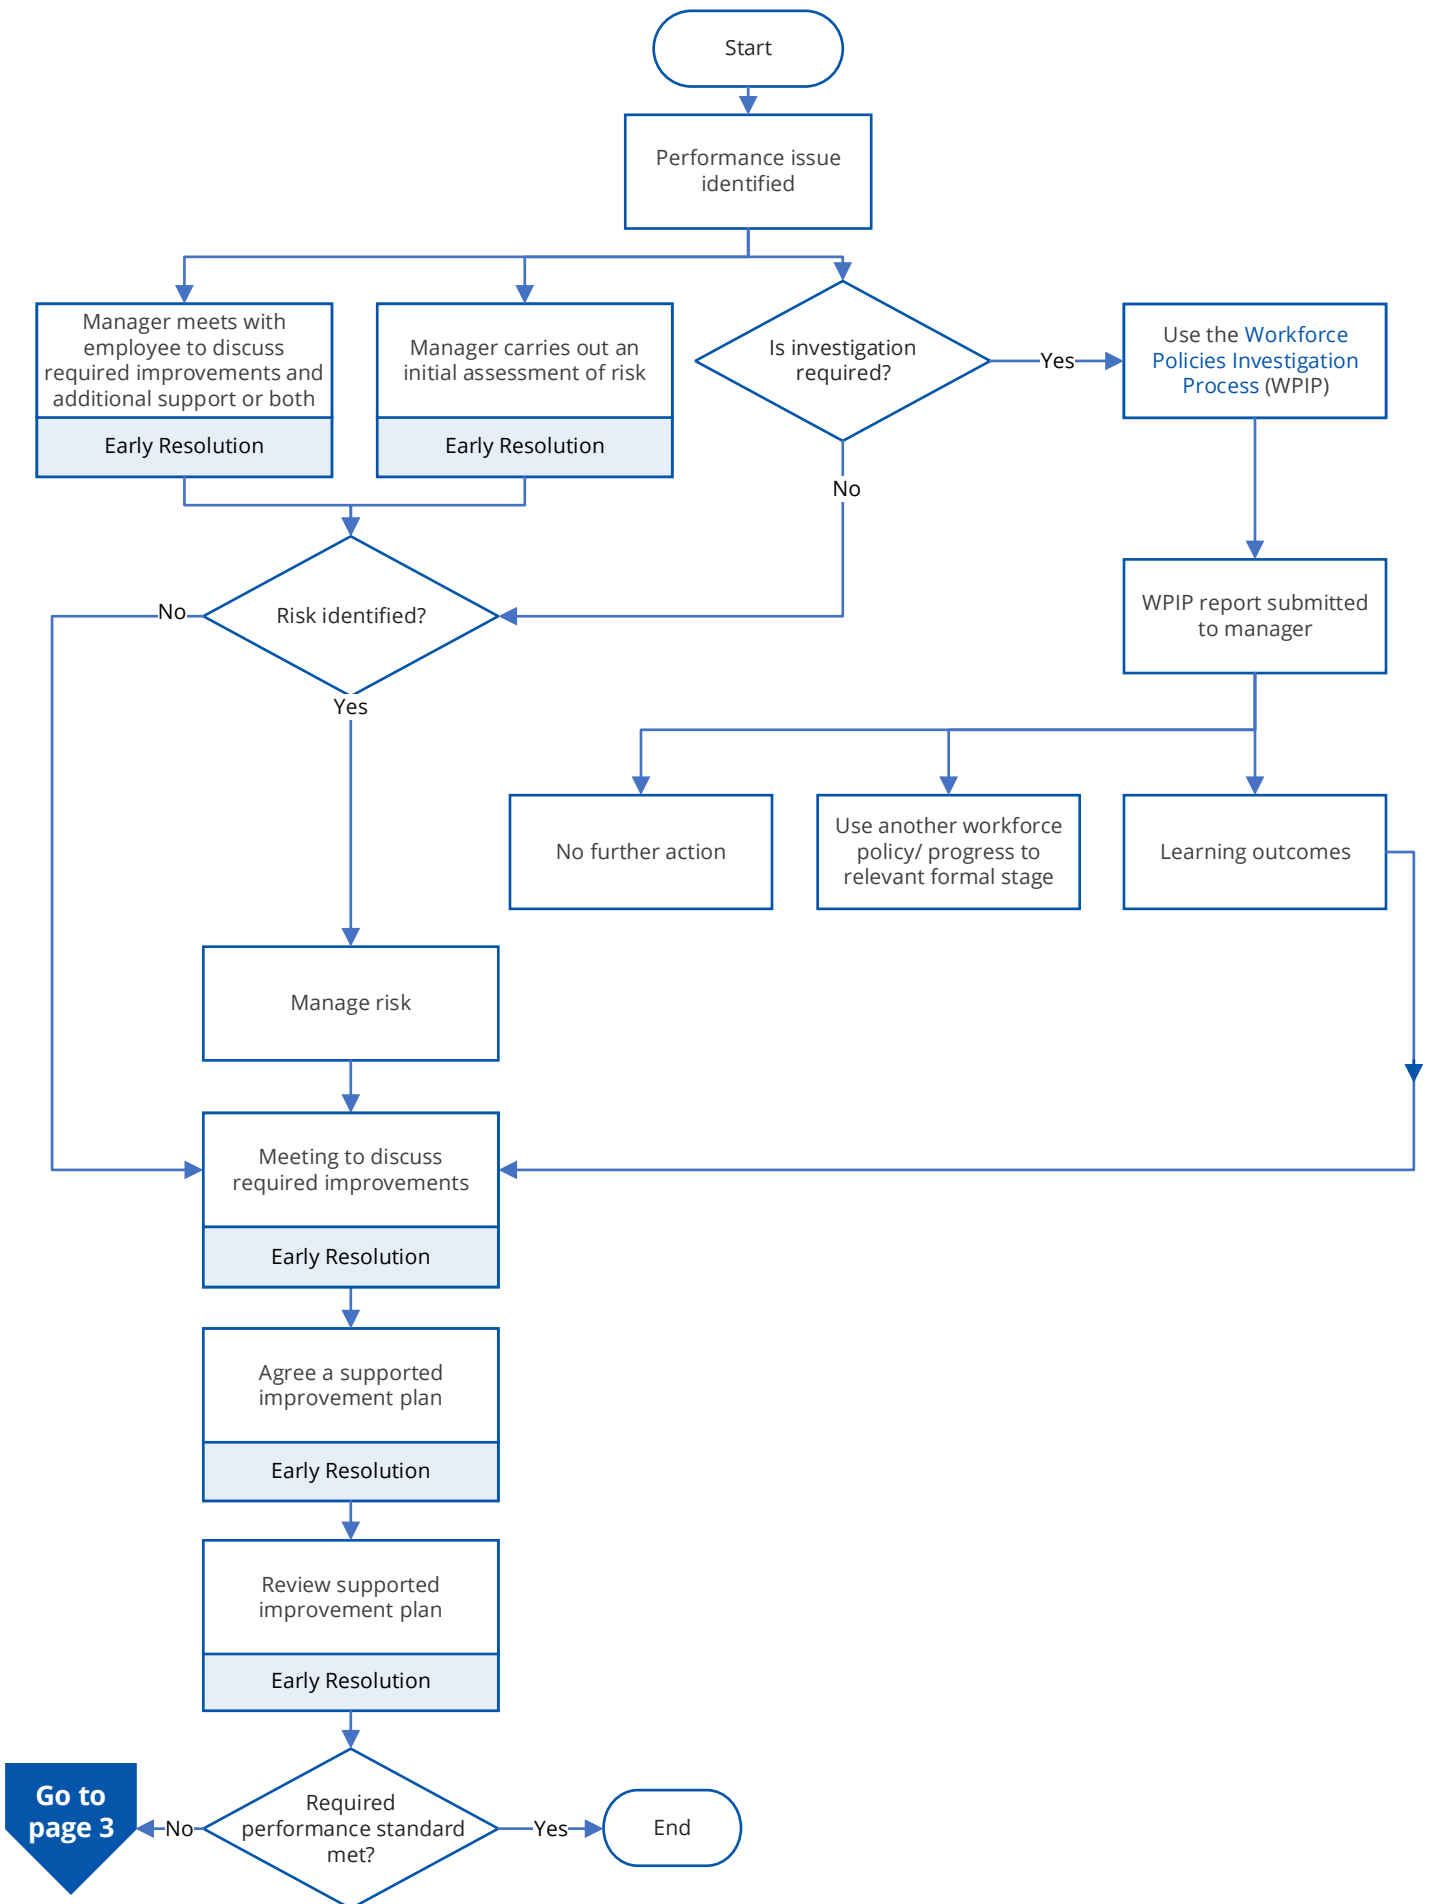 Start
Performance issue
identified
Manager meets with
employee to discuss
required improvements and
additional support or both
Early Resolution
Manager carries out an
initial assessment of risk
Early Resolution
Is investigation
required?
Yes
Use the Workforce
Policies Investigation
Process (WPIP)
No
Risk identified?
No
Yes
WPIP report submitted
to manager
No further action
Use another workforce
policy/ progress to
relevant formal stage
Learning outcomes
Manage risk
Meeting to discuss
required improvements
Early Resolution
Agree a supported
improvement plan
Early Resolution
Review supported
improvement plan
Early Resolution
Go to
page 3
No
Required
performance standard
met?
Yes
End